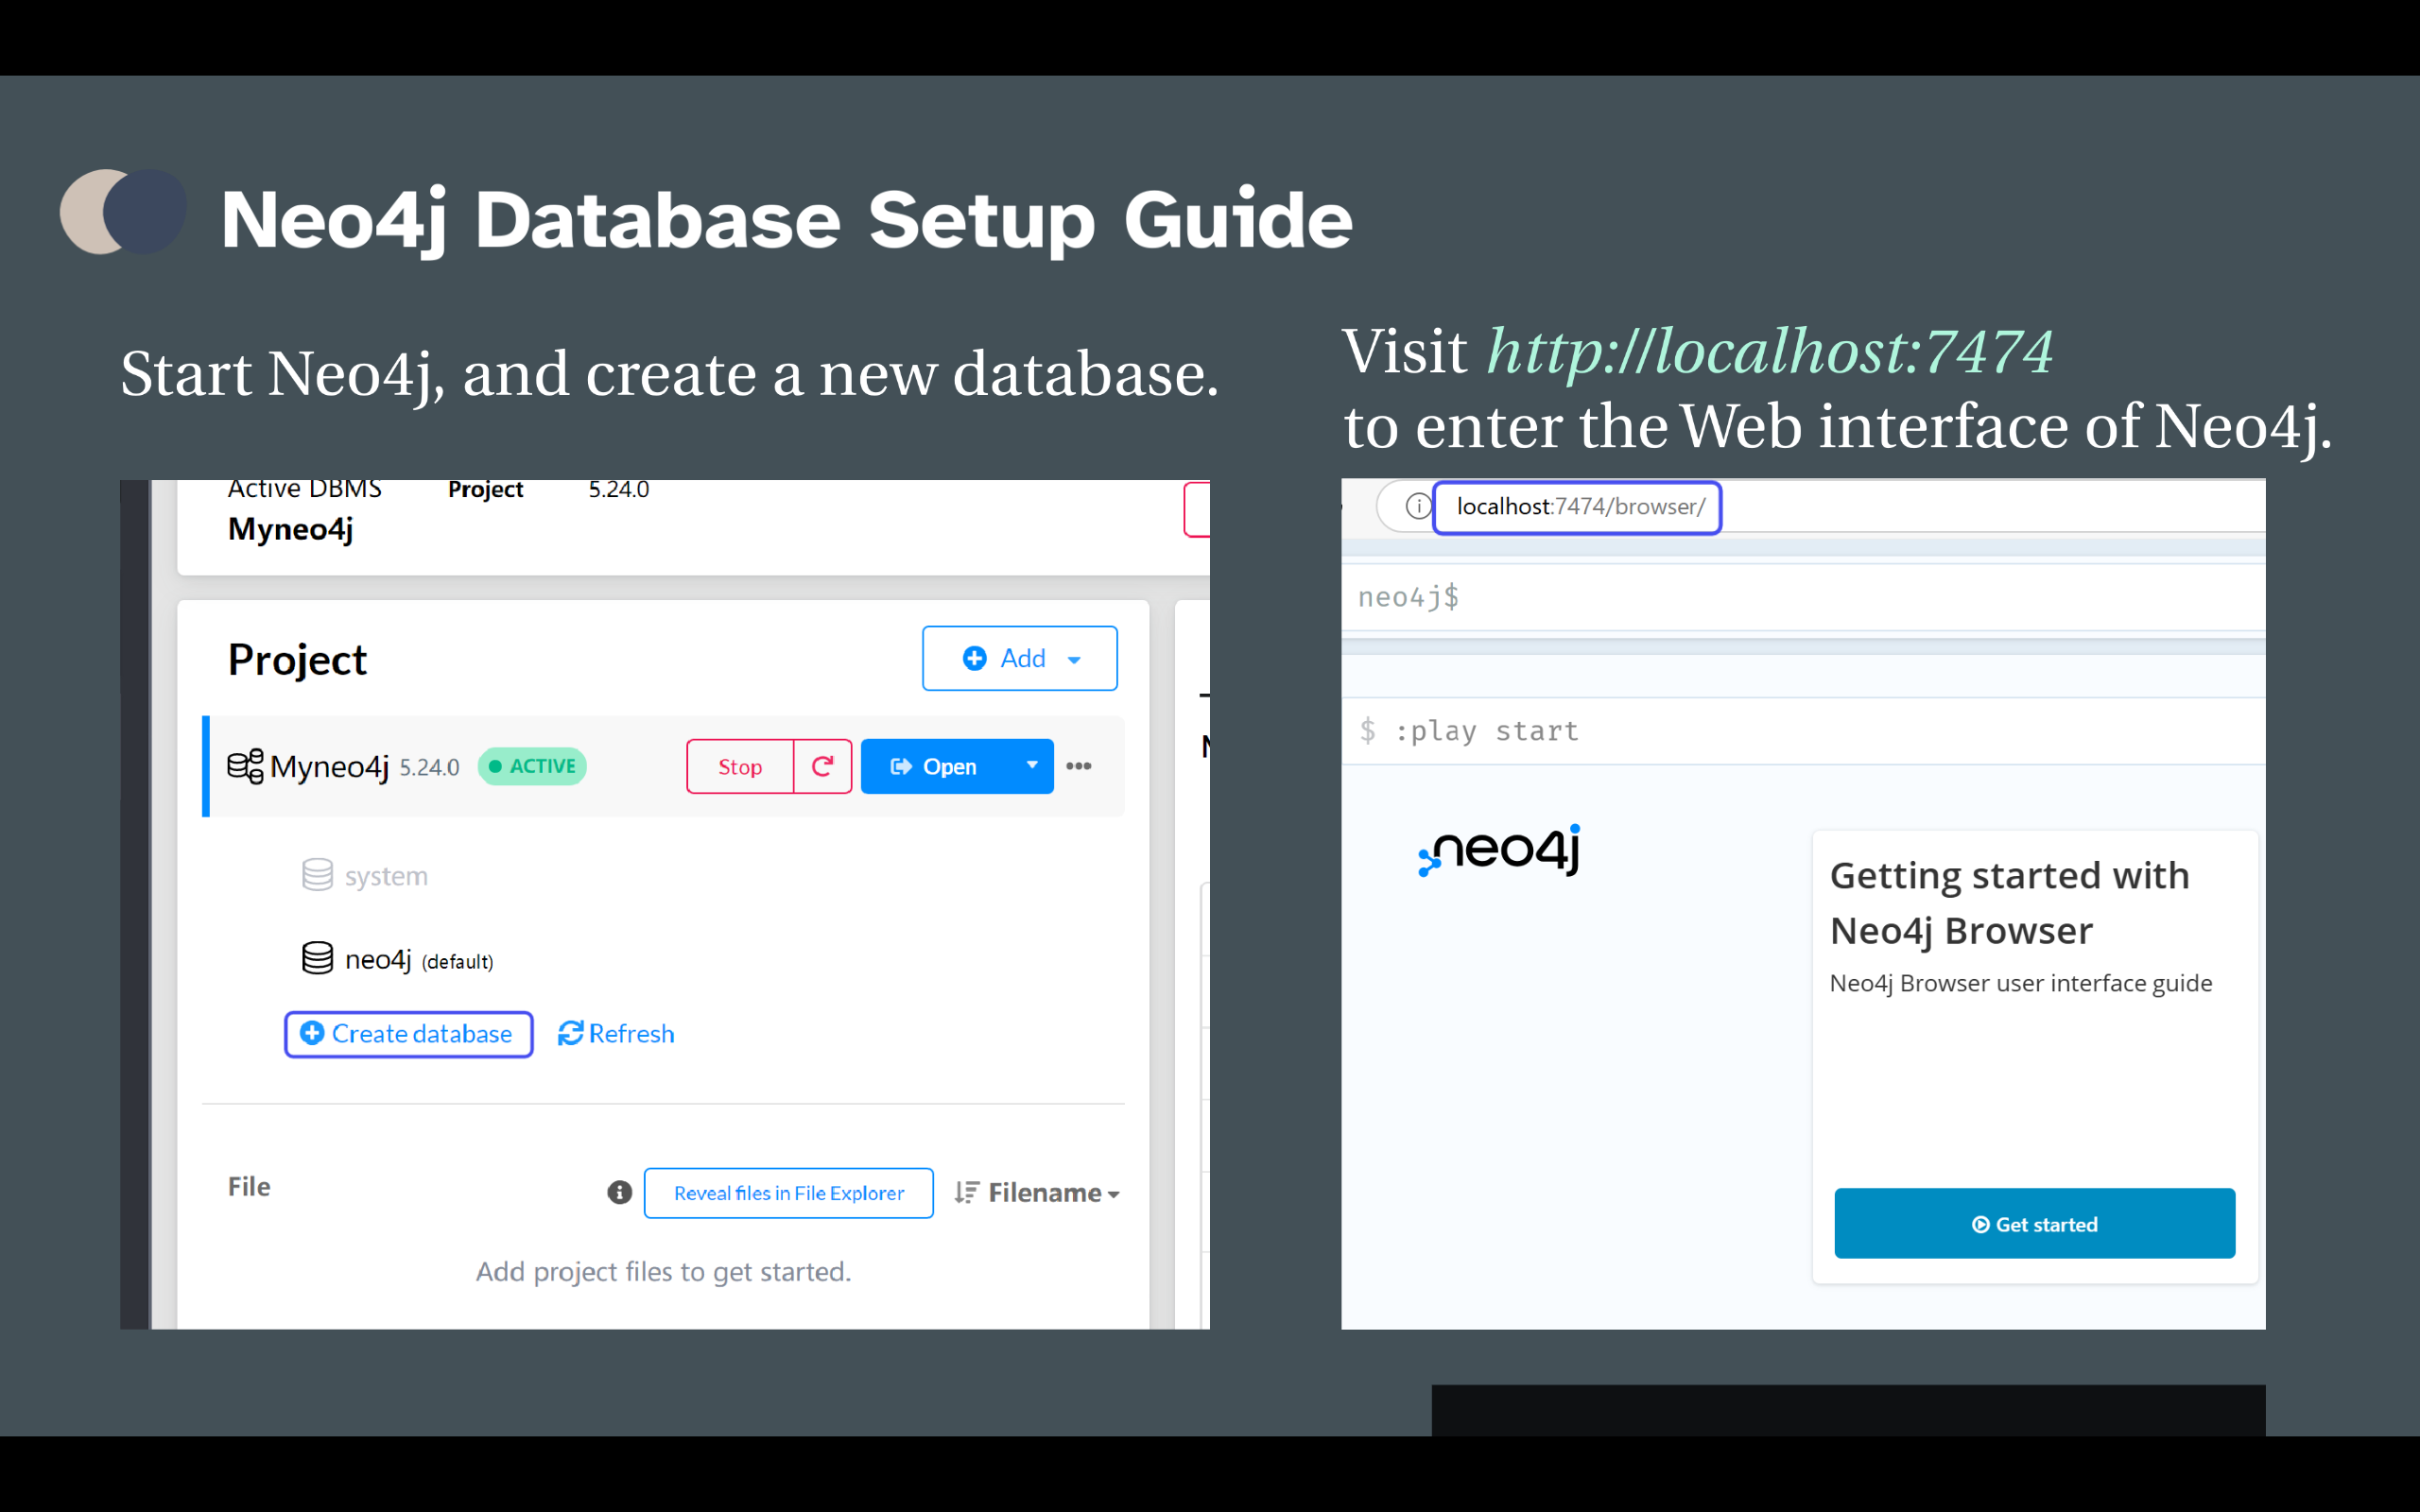 Neo4j Database Setup Guide
Start Neo4j, and create a new database.
Active DBMS Project 5.24.0
Myneo4j
Project
Add
Myneo4j 5.24.0 ACTIVE Stop Open
system
neo4j (default)
Create database Refresh
File Reveal files in File Explorer Filename
Add project files to get started.
Visit http://localhost:7474
to enter the Web interface of Neo4j.
localhost:7474/browser/
neo4j$
$ :play start
neo4j
Getting started with
Neo4j Browser
Neo4j Browser user interface guide
Get started